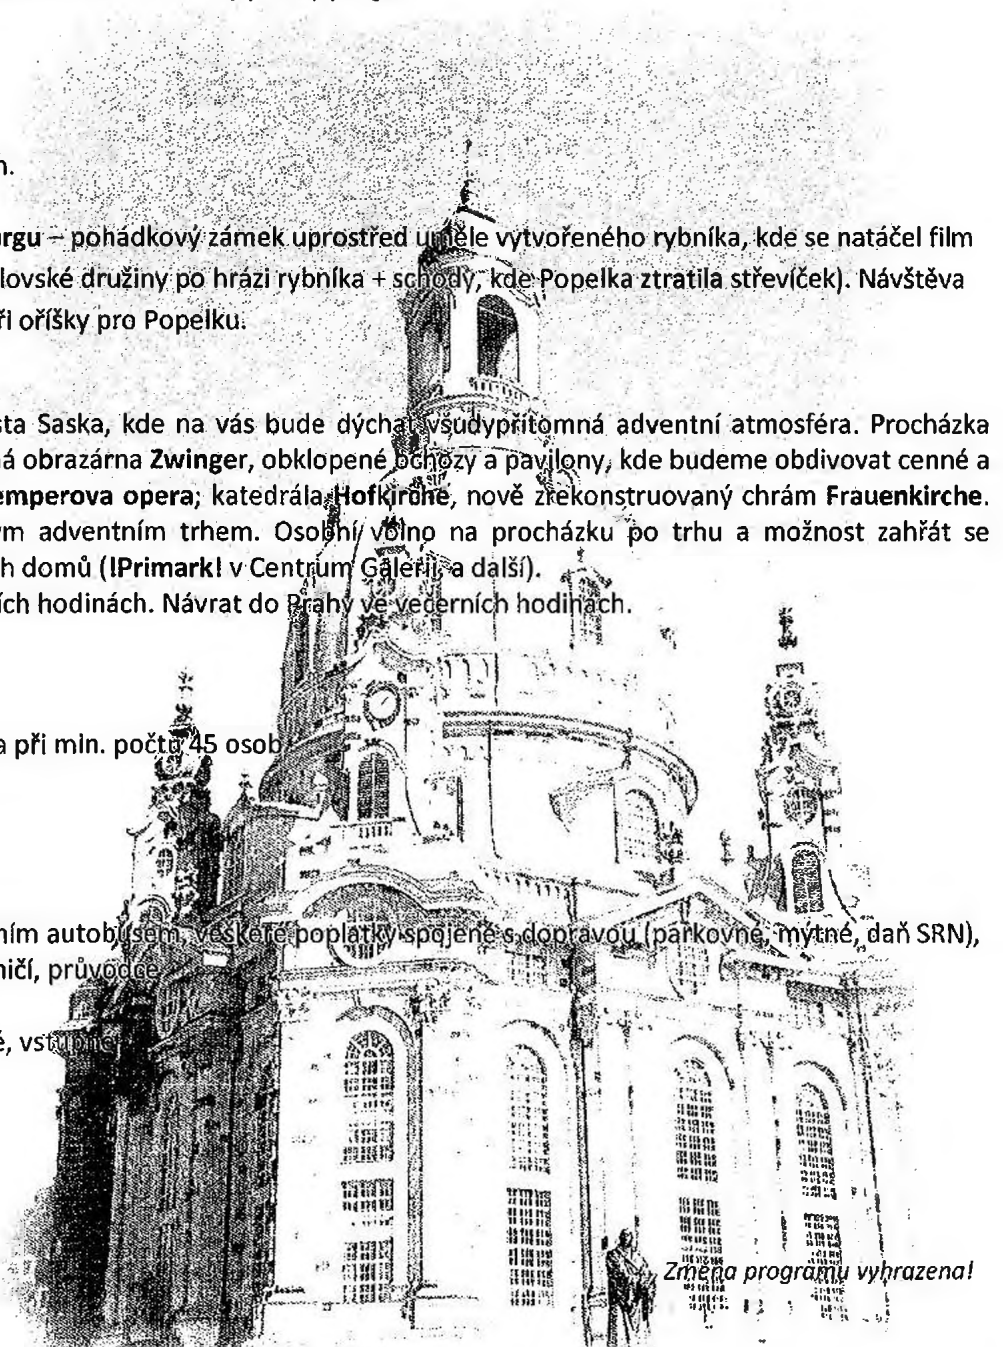 h.
urgu – pohádkový zámek uprostřed uměle vytvořeného rybníka, kde se natáčel film
lovské družiny po hrázi rybníka + schody, kde Popelka ztratila střevíček). Návštěva
ři oříšky pro Popelku.
sta Saska, kde na vás bude dýchat všudypřítomná adventní atmosféra. Procházka
ná obrazárna Zwinger, obklopené ochozy a pavilony, kde budeme obdivovat cenné a
emperova opera; katedrála Hofkirche, nově zrekonstruovaný chrám Frauenkirche.
ým adventním trhem. Osobní volno na procházku po trhu a možnost zahřát se
ch domů (!Primark! v Centrum Galerii, a další).
ích hodinách. Návrat do Prahy ve večerních hodinách.
a při min. počtu 45 osob
ním autobusem, veškeré poplatky spojené s dopravou (parkovné, mýtné, daň SRN),
ničí, průvodce
é, vstupné
Změna programu vyhrazena!